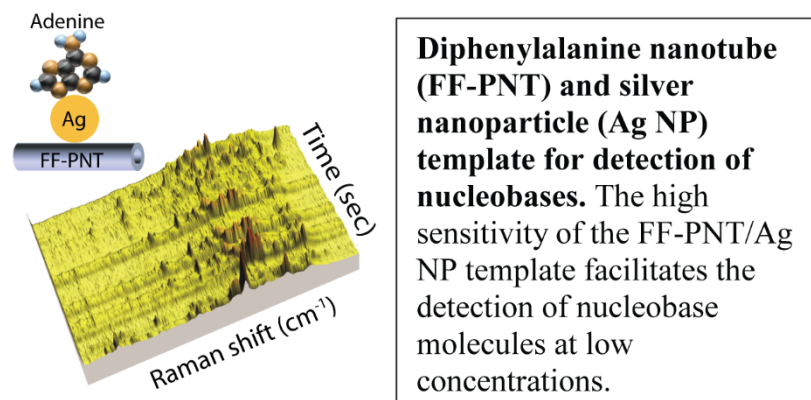 Adenine
Ag
FF-PNT
Time (sec)
Raman shift (cm⁻¹)
Diphenylalanine nanotube
(FF-PNT) and silver
nanoparticle (Ag NP)
template for detection of
nucleobases. The high
sensitivity of the FF-PNT/Ag
NP template facilitates the
detection of nucleobase
molecules at low
concentrations.